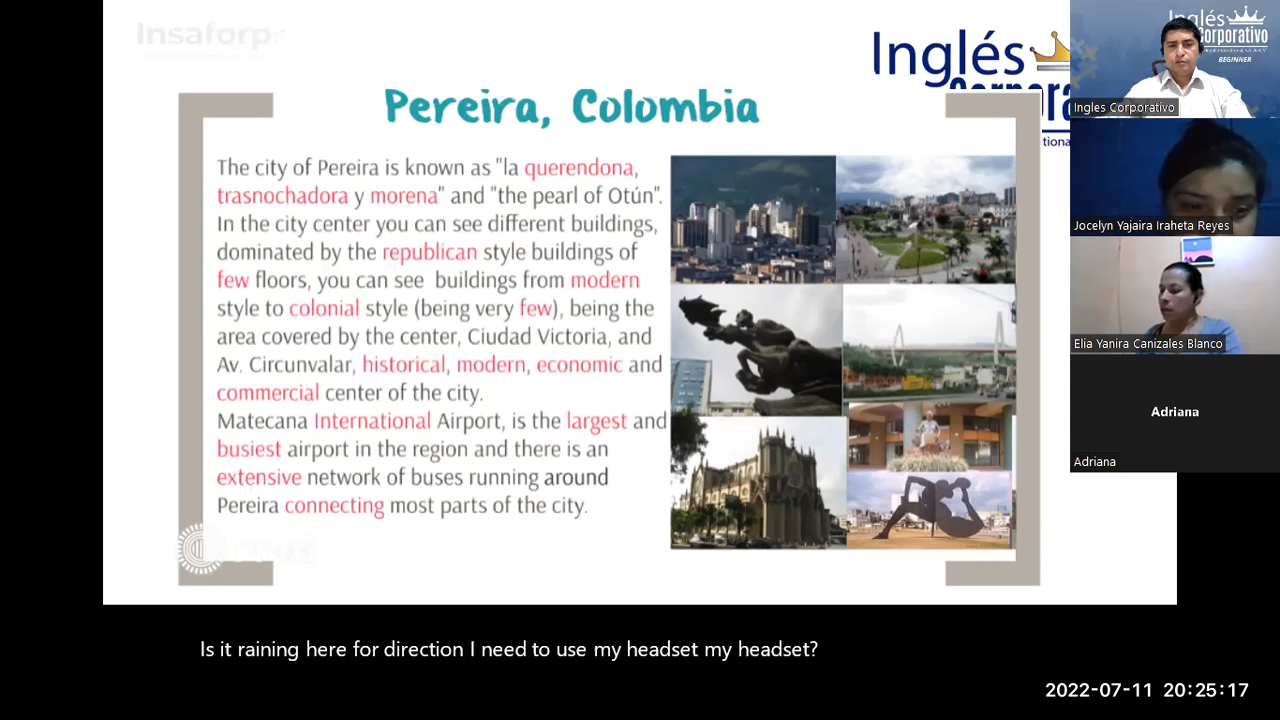 Insaforp
Inglés
Corporativo
BEGINNER
Inglés
Pereira, Colombia
Ingles Corporativo
The city of Pereira is known as "la querendona,
trasnochadora y morena" and "the pearl of Otún".
In the city center you can see different buildings,
dominated by the republican style buildings of
few floors, you can see buildings from modern
style to colonial style (being very few), being the
area covered by the center, Ciudad Victoria, and
Av. Circunvalar, historical, modern, economic and
commercial center of the city.
Matecana International Airport, is the largest and
busiest airport in the region and there is an
extensive network of buses running around
Pereira connecting most parts of the city.
Jocelyn Yajaira Iraheta Reyes
Elia Yanira Canizales Blanco
Adriana
Adriana
Prezi
Is it raining here for direction I need to use my headset my headset?
2022-07-11 20:25:17